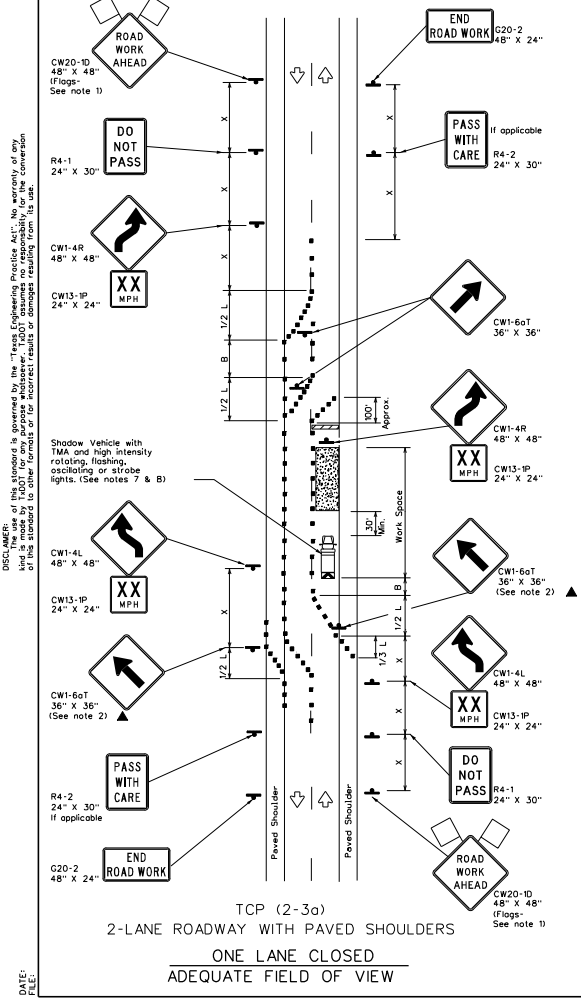 DISCLAIMER:
The use of this standard is governed by the "Texas Engineering Practice Act". No warranty of any
kind is made by TxDOT for any purpose whatsoever. TxDOT assumes no responsibility for the conversion
of this standard to other formats or for incorrect results or damages resulting from its use.
DATE:
FILE:
ROAD
WORK
AHEAD
CW20-1D
48" X 48"
(Flags-
See note 1)
DO
NOT
PASS
R4-1
24" X 30"
CW1-4R
48" X 48"
XX
MPH
CW13-1P
24" X 24"
Shadow Vehicle with
TMA and high intensity
rotating, flashing,
oscillating or strobe
lights. (See notes 7 & 8)
CW1-4L
48" X 48"
XX
MPH
CW13-1P
24" X 24"
CW1-6aT
36" X 36"
(See note 2) ▲
PASS
WITH
CARE
R4-2
24" X 30"
If applicable
END
ROAD WORK
G20-2
48" X 24"
X
X
X
1/2 L
B
1/2 L
X
1/2 L
Paved Shoulder
Paved Shoulder
END
ROAD WORK
G20-2
48" X 24"
PASS
WITH
CARE
If applicable
R4-2
24" X 30"
X
X
CW1-6aT
36" X 36"
100'
Approx.
CW1-4R
48" X 48"
XX
MPH
CW13-1P
24" X 24"
Work Space
30'
Min.
B
1/2 L
1/3 L
X
X
X
CW1-6aT
36" X 36"
(See note 2) ▲
CW1-4L
48" X 48"
XX
MPH
CW13-1P
24" X 24"
DO
NOT
PASS
R4-1
24" X 30"
ROAD
WORK
AHEAD
CW20-1D
48" X 48"
(Flags-
See note 1)
TCP (2-3a)
2-LANE ROADWAY WITH PAVED SHOULDERS
ONE LANE CLOSED
ADEQUATE FIELD OF VIEW